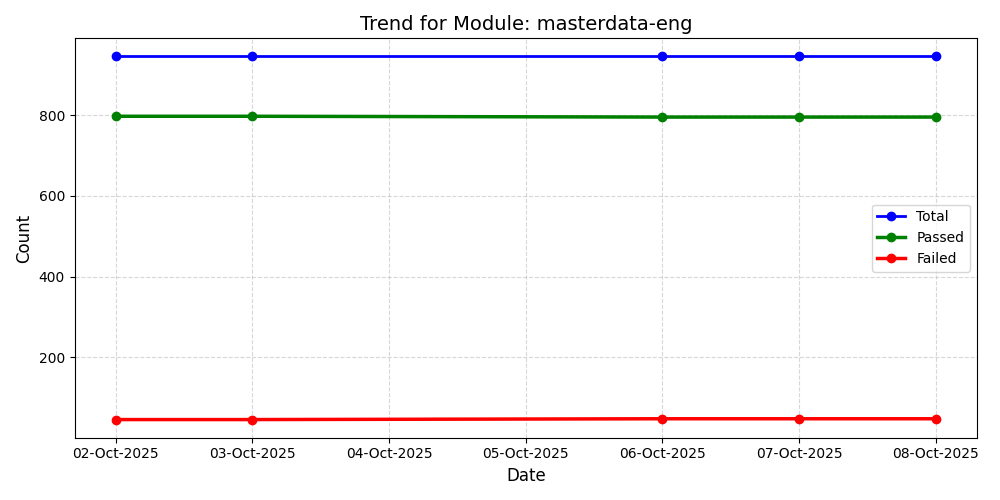 Trend for Module: masterdata-eng
800
600
400
200
Count
Total
Passed
Failed
02-Oct-2025 03-Oct-2025 04-Oct-2025 05-Oct-2025 06-Oct-2025 07-Oct-2025 08-Oct-2025
Date